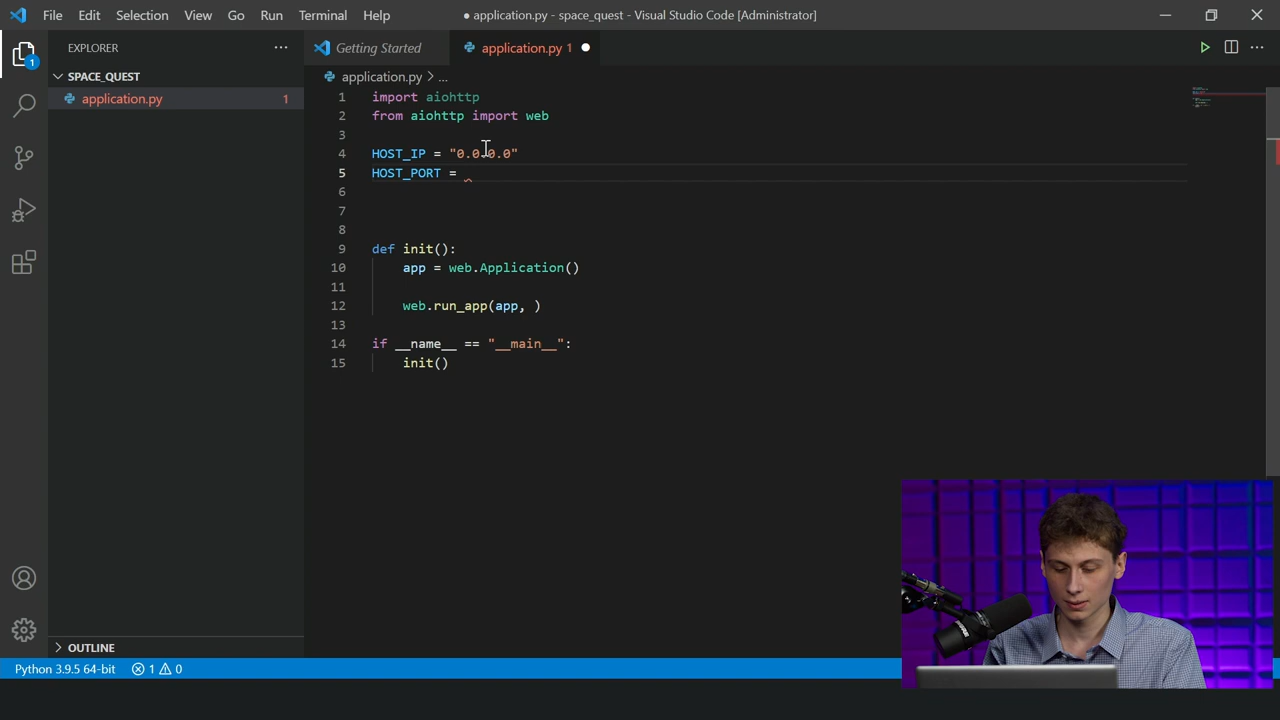 File Edit Selection View Go Run Terminal Help
● application.py - space_quest - Visual Studio Code [Administrator]
EXPLORER
Getting Started
application.py 1
1
SPACE_QUEST
application.py > ...
application.py 1
1 import aiohttp
2 from aiohttp import web
3
4 HOST_IP = "0.0.0.0"
5 HOST_PORT =
6
7
8
9 def init():
10 app = web.Application()
11
12 web.run_app(app, )
13
14 if __name__ == "__main__":
15 init()
OUTLINE
Python 3.9.5 64-bit 1 0